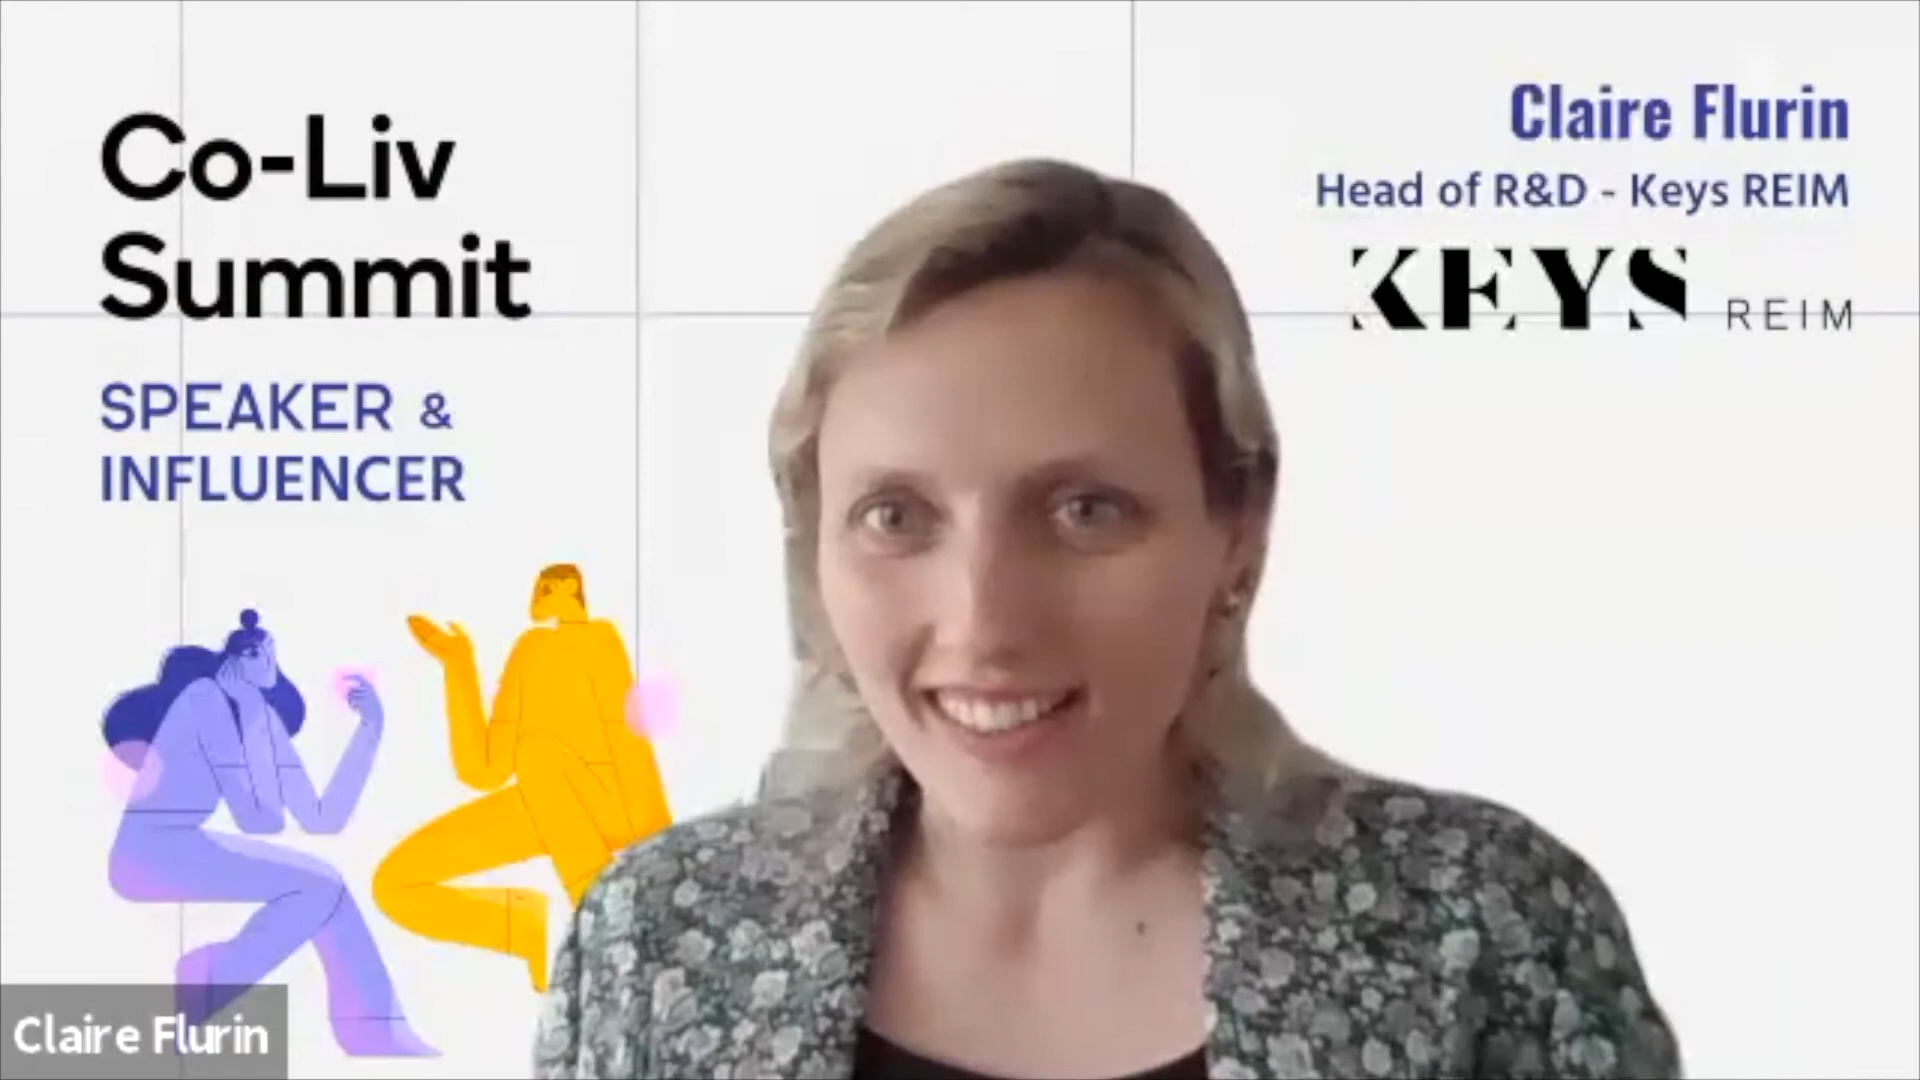 Co-Liv
Summit
SPEAKER &
INFLUENCER
Claire Flurin
Head of R&D - Keys REIM
KEYS REIM
Claire Flurin